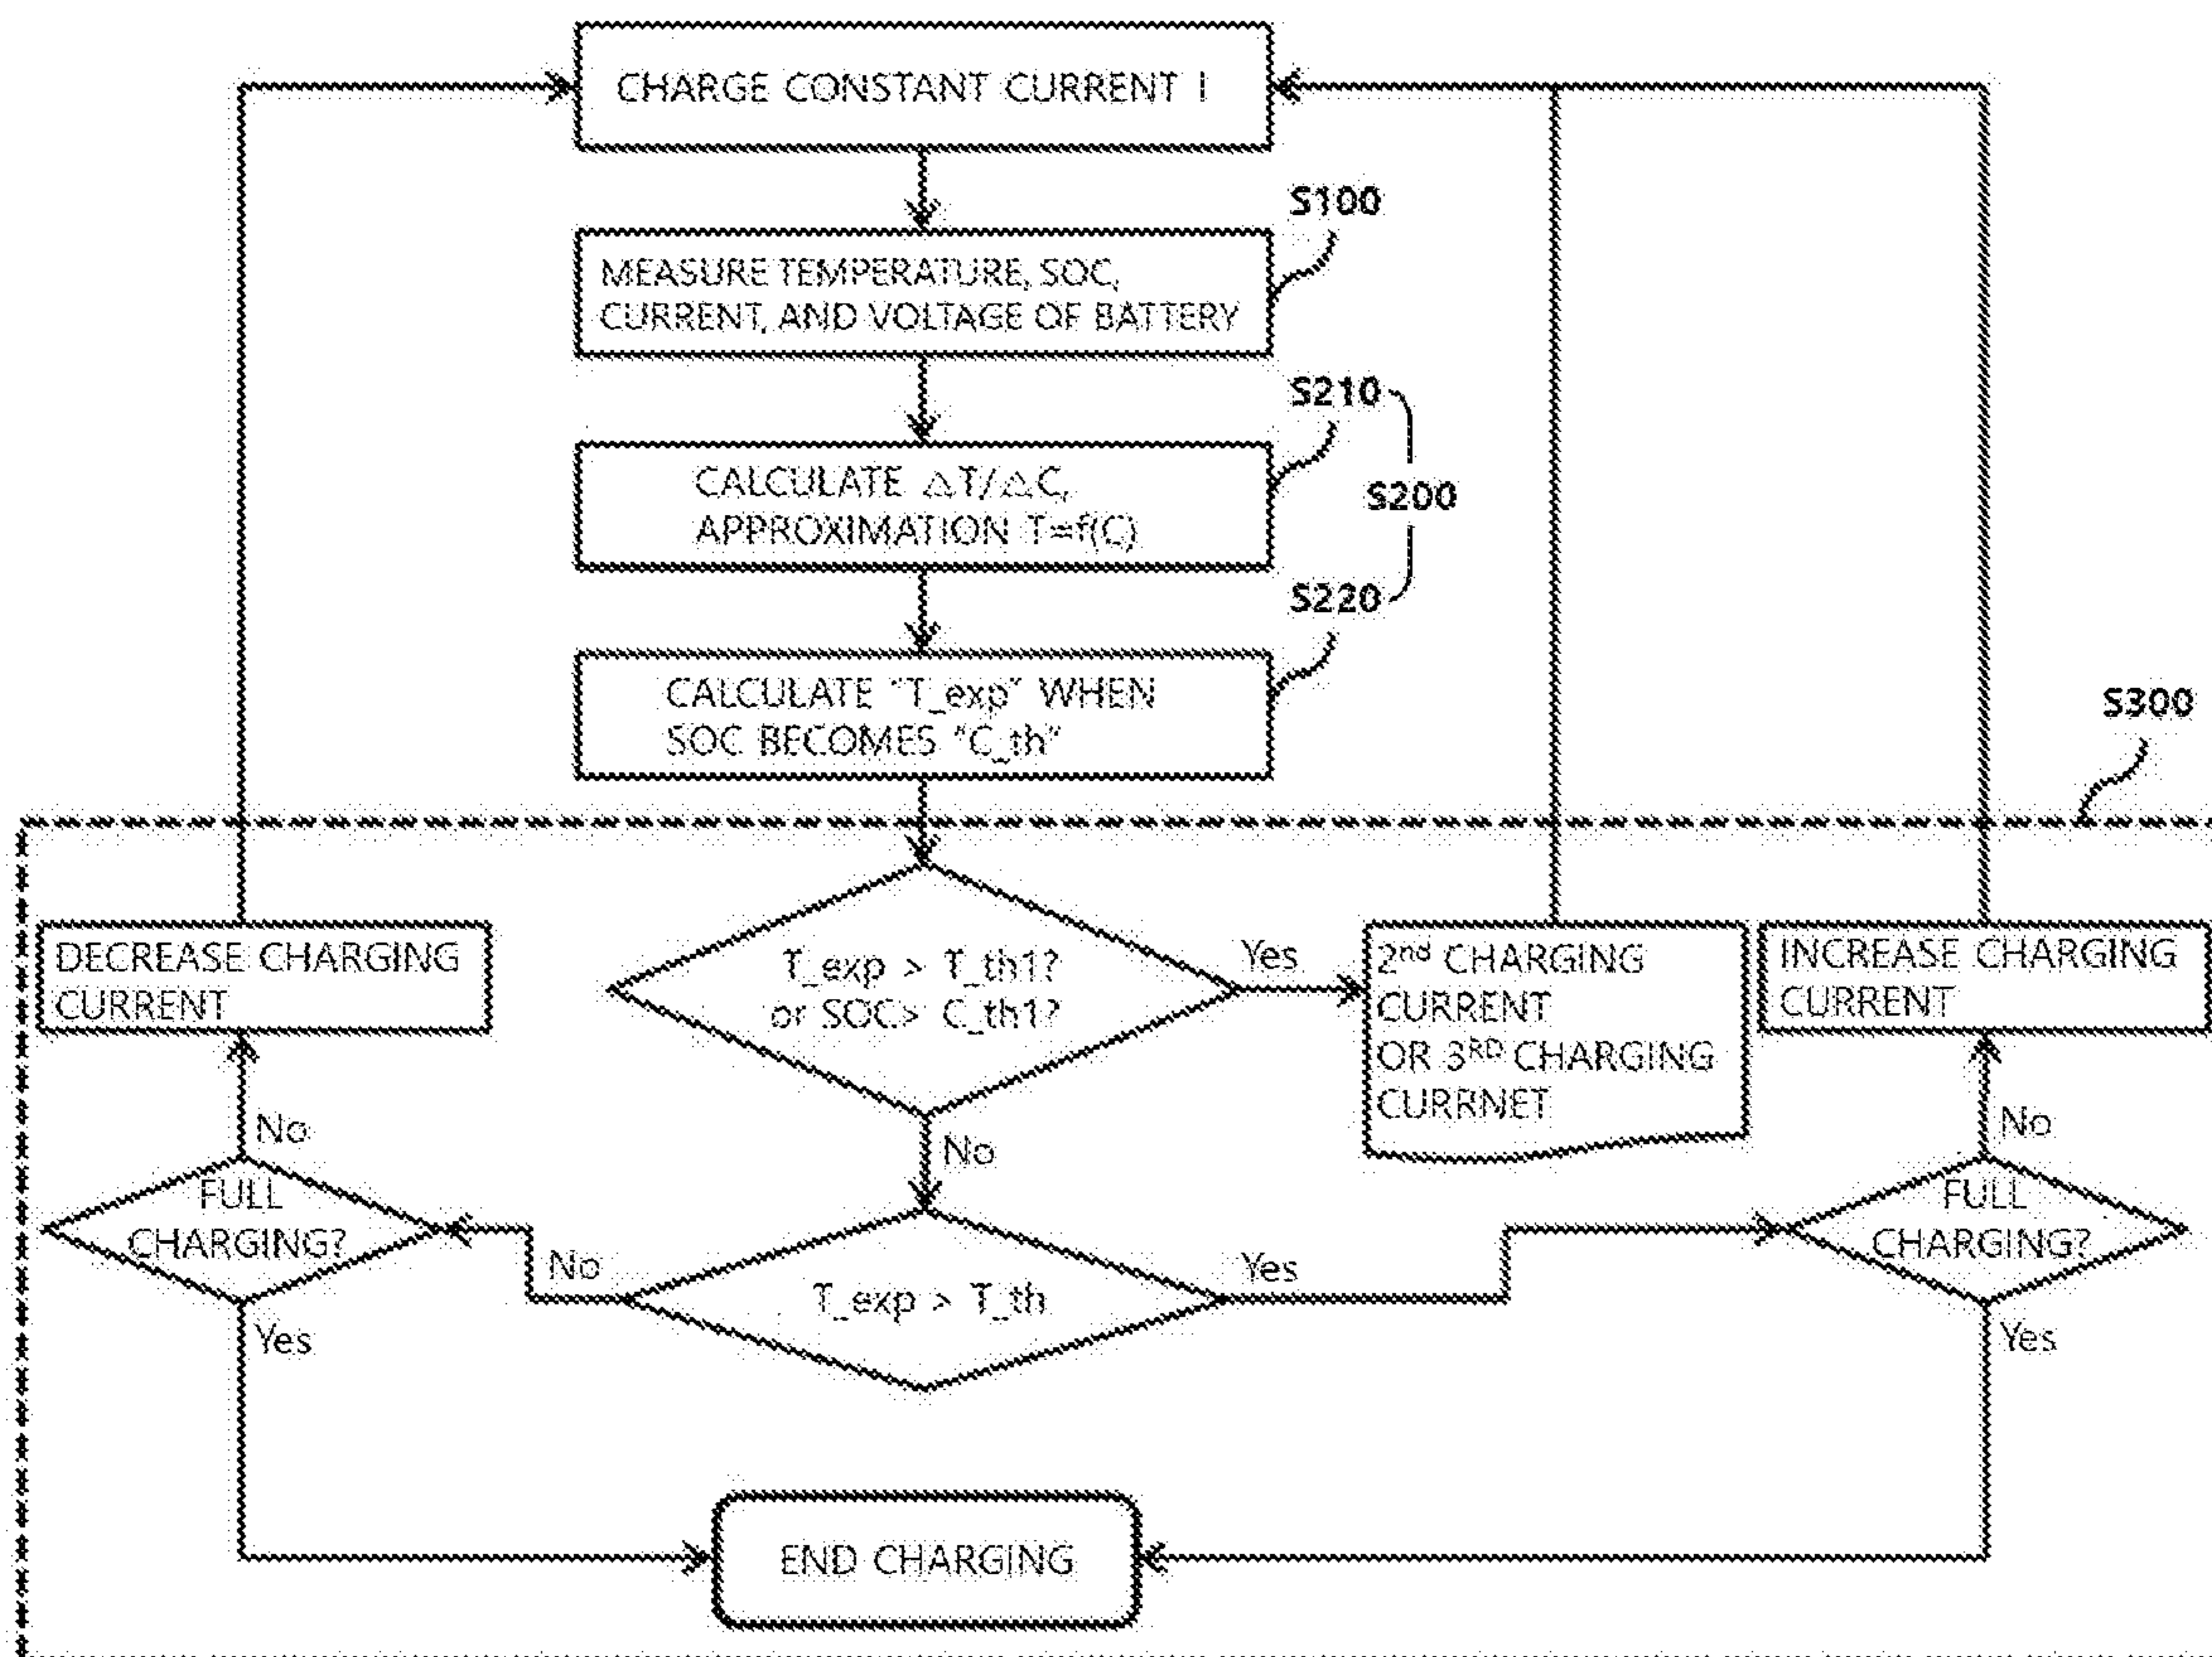 CHARGE CONSTANT CURRENT I
S100
MEASURE TEMPERATURE, SOC,
CURRENT, AND VOLTAGE OF BATTERY
S210
CALCULATE △T/△C,
APPROXIMATION T=f(C)
S200
S220
CALCULATE "T_exp" WHEN
SOC BECOMES "C_th"
S300
DECREASE CHARGING
CURRENT
T_exp > T_th1?
or SOC> C_th1?
Yes
2nd CHARGING
CURRENT
OR 3RD CHARGING
CURRNET
INCREASE CHARGING
CURRENT
No
No
No
FULL
CHARGING?
FULL
CHARGING?
No
T_exp > T_th
Yes
Yes
Yes
END CHARGING